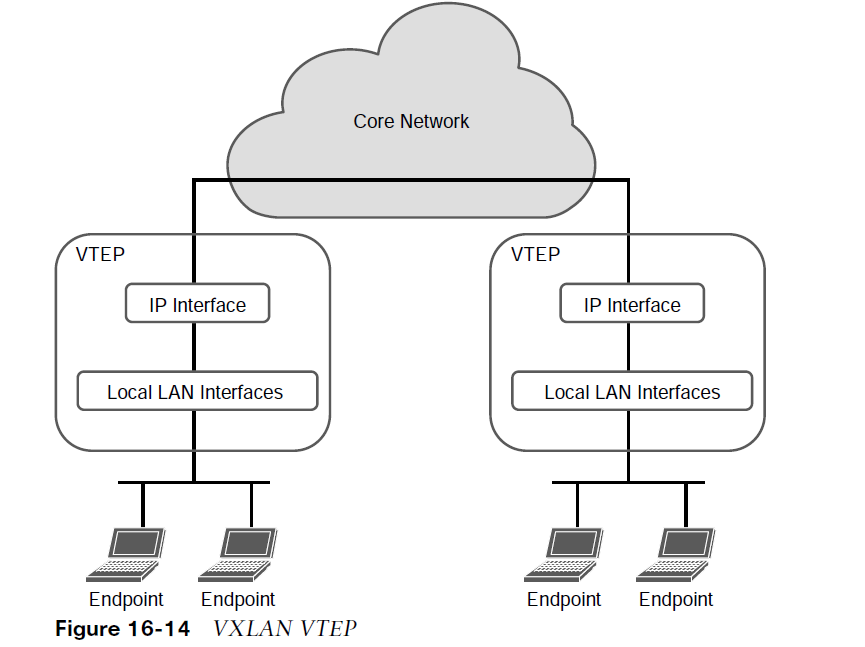 Core Network
VTEP
VTEP
IP Interface
IP Interface
Local LAN Interfaces
Local LAN Interfaces
Endpoint
Endpoint
Endpoint
Endpoint
Figure 16-14 VXLAN VTEP